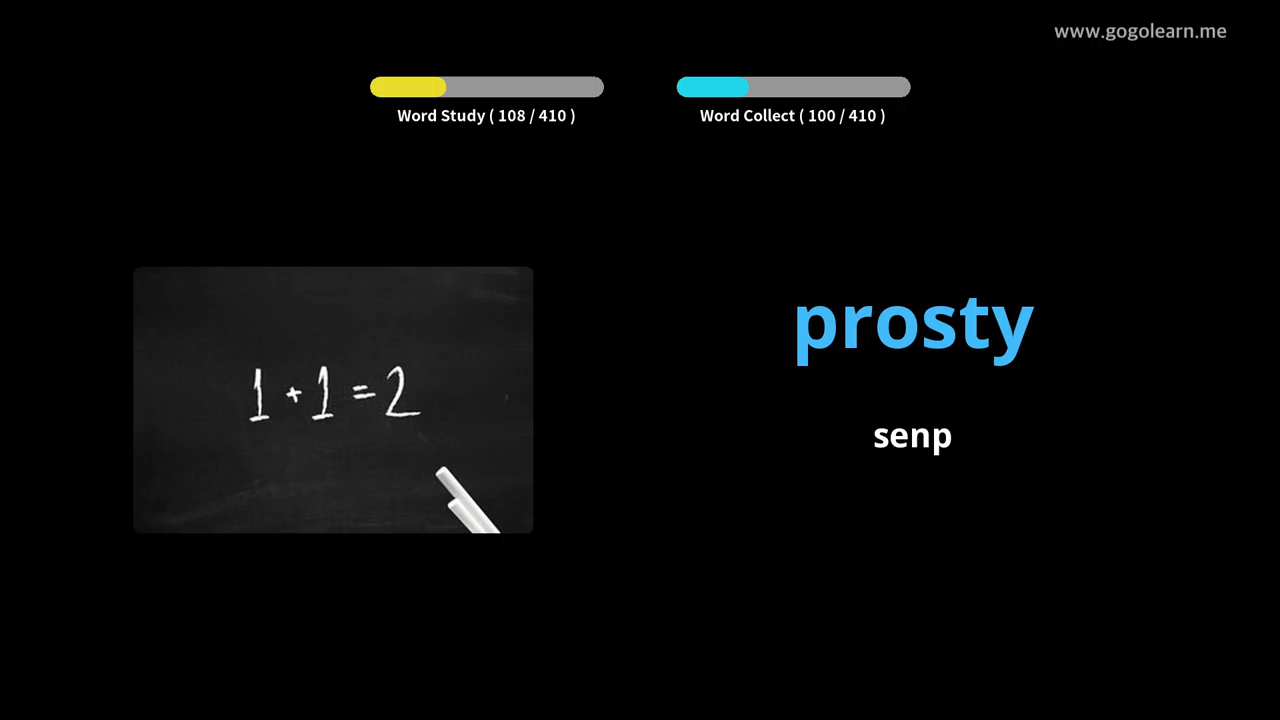 www.gogolearn.me
Word Study ( 108 / 410 )
Word Collect ( 100 / 410 )
1 + 1 = 2
prosty
senp